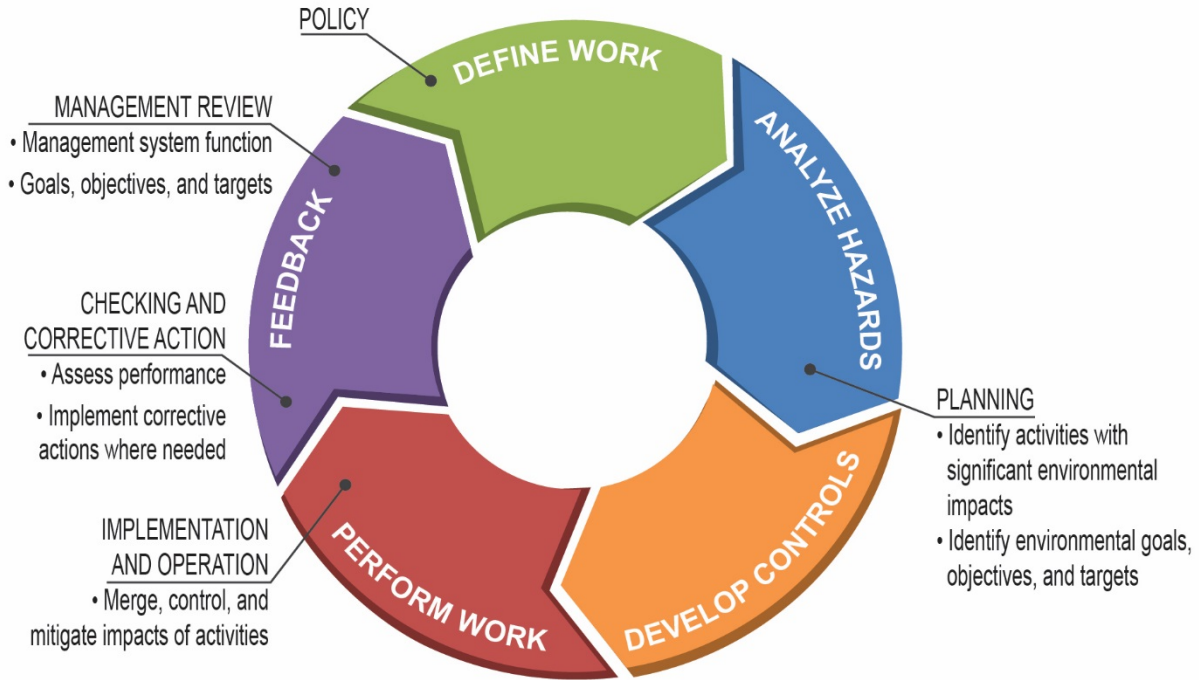 POLICY
DEFINE WORK
MANAGEMENT REVIEW
• Management system function
• Goals, objectives, and targets
ANALYZE HAZARDS
FEEDBACK
CHECKING AND
CORRECTIVE ACTION
• Assess performance
• Implement corrective
actions where needed
PLANNING
• Identify activities with
significant environmental
impacts
• Identify environmental goals,
objectives, and targets
DEVELOP CONTROLS
PERFORM WORK
IMPLEMENTATION
AND OPERATION
• Merge, control, and
mitigate impacts of activities